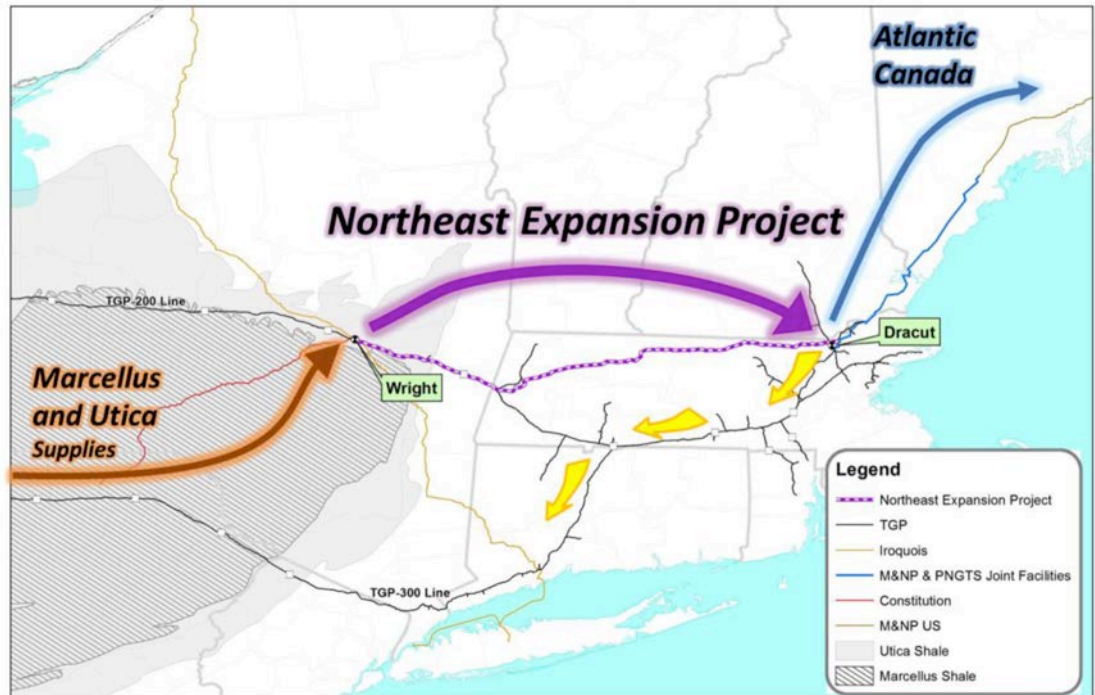 Atlantic
Canada
Northeast Expansion Project
TGP-200 Line
Dracut
Wright
Marcellus
and Utica
Supplies
TGP-300 Line
Legend
Northeast Expansion Project
TGP
Iroquois
M&NP & PNGTS Joint Facilities
Constitution
M&NP US
Utica Shale
Marcellus Shale